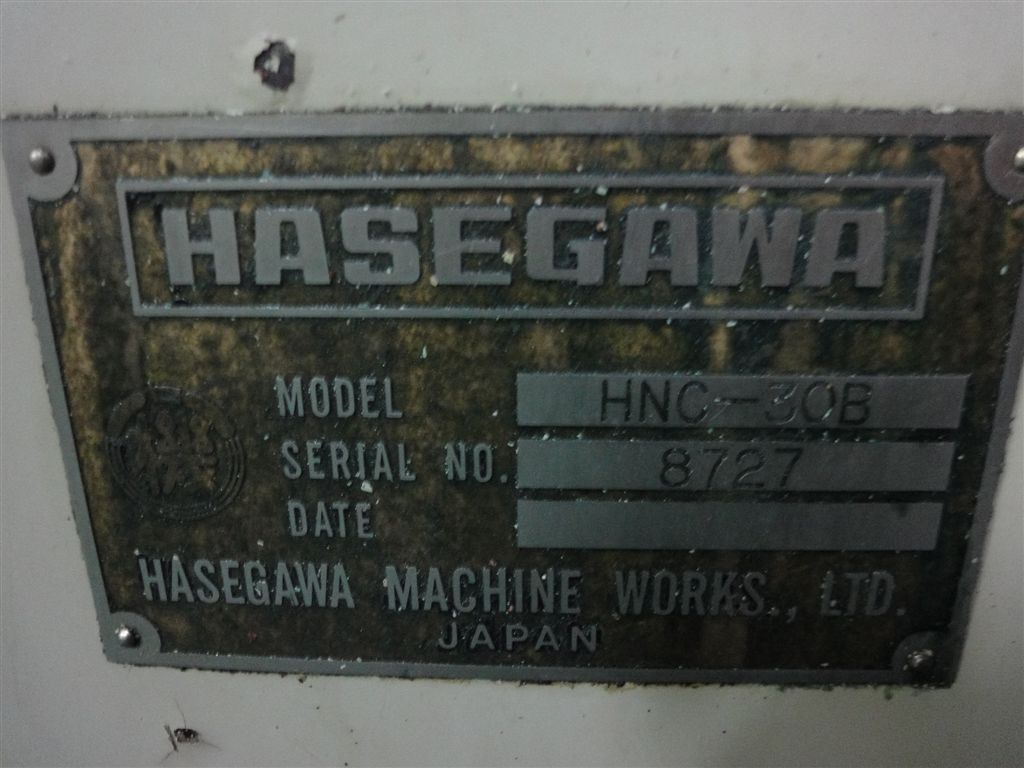 HASEGAWA
MODEL HNC-30B
SERIAL NO. 8727
DATE
HASEGAWA MACHINE WORKS., LTD.
JAPAN